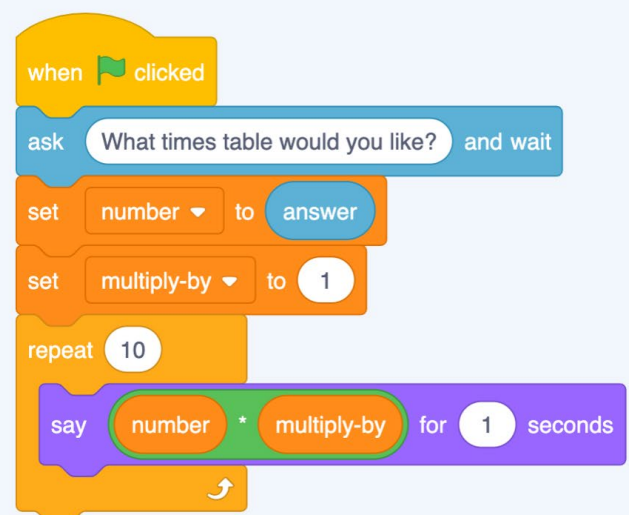 when clicked
ask What times table would you like? and wait
set number to answer
set multiply-by to 1
repeat 10
say number * multiply-by for 1 seconds